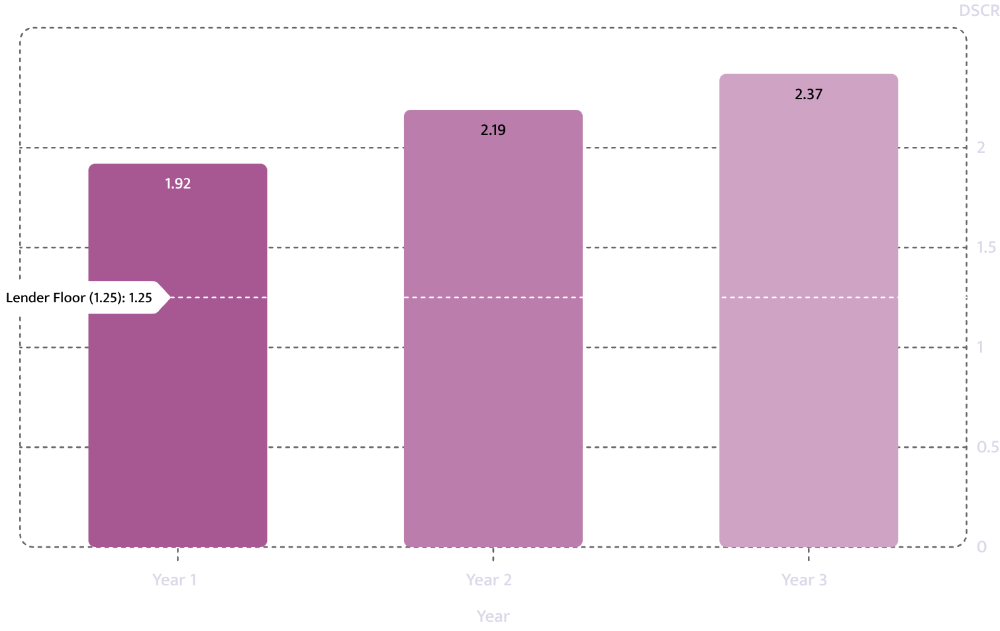 DSCR
2.37
2.19
2
1.92
1.5
Lender Floor (1.25): 1.25
1
0.5
0
Year 1
Year 2
Year 3
Year